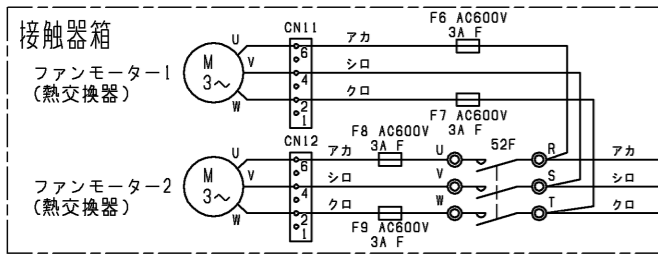 接触器箱
ファンモーター1
(熱交換器)
M
3～
U
V
W
CN11
6
4
2
1
アカ
シロ
クロ
F6 AC600V
3A F
F7 AC600V
3A F
ファンモーター2
(熱交換器)
M
3～
U
V
W
CN12
6
4
2
1
アカ
シロ
クロ
F8 AC600V
3A F
F9 AC600V
3A F
U
V
W
52F
R
S
T
アカ
シロ
クロ